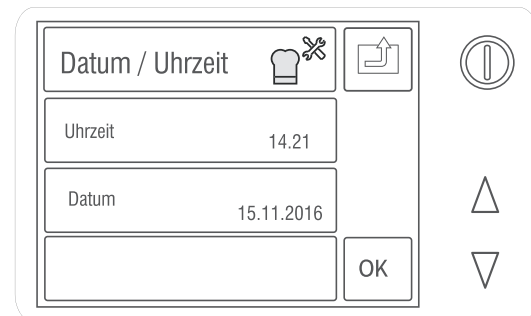 Datum / Uhrzeit
Uhrzeit
14.21
Datum
15.11.2016
OK